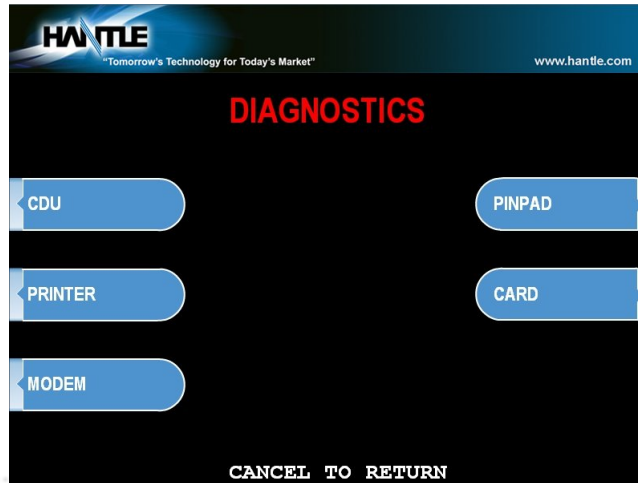 HANTLE
"Tomorrow's Technology for Today's Market"
www.hantle.com
DIAGNOSTICS
CDU
PINPAD
PRINTER
CARD
MODEM
CANCEL TO RETURN